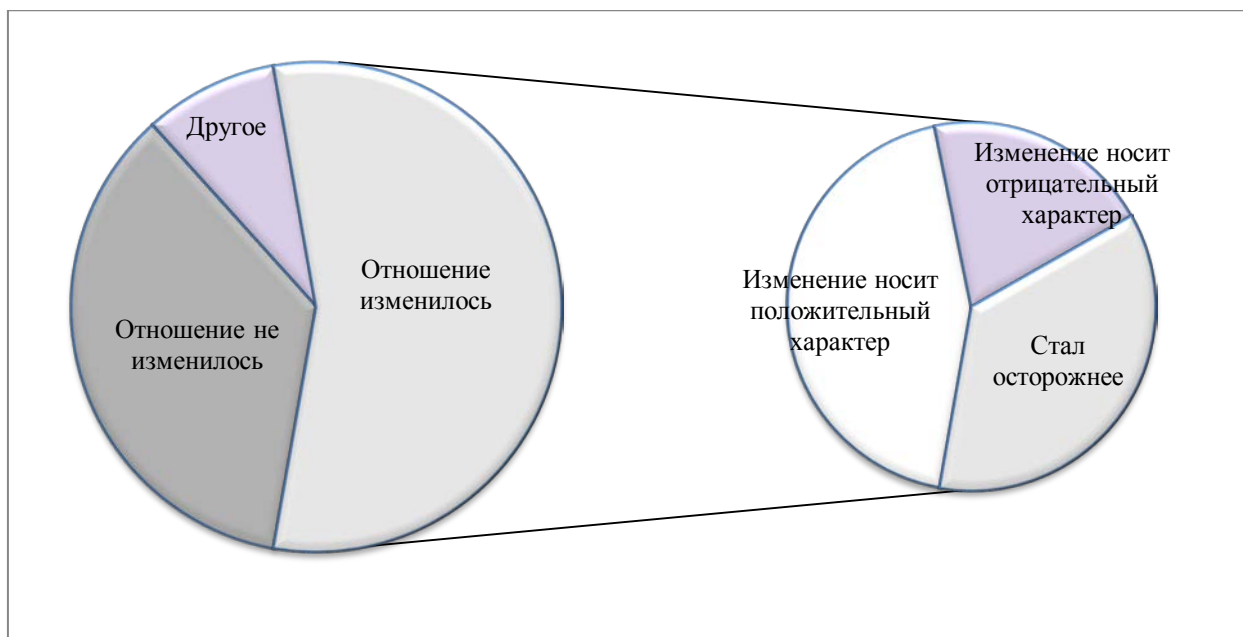 Другое
Отношение
изменилось
Отношение не
изменилось
Изменение носит
отрицательный
характер
Изменение носит
положительный
характер
Стал
осторожнее